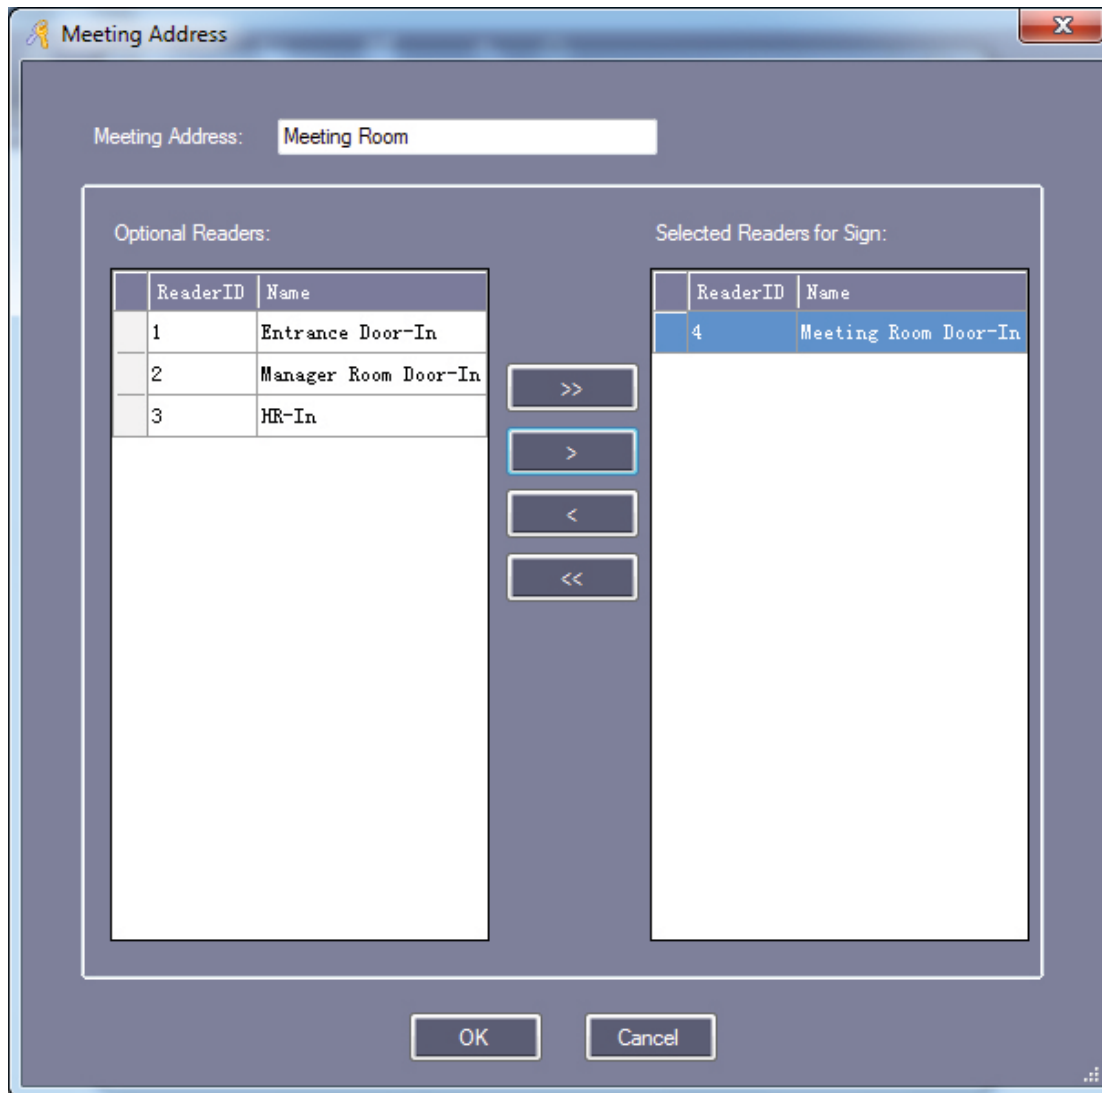 Meeting Address
Meeting Address: Meeting Room
Optional Readers:
ReaderID Name
1 Entrance Door-In
2 Manager Room Door-In
3 HR-In
>>
>
<
<<
Selected Readers for Sign:
ReaderID Name
4 Meeting Room Door-In
OK Cancel